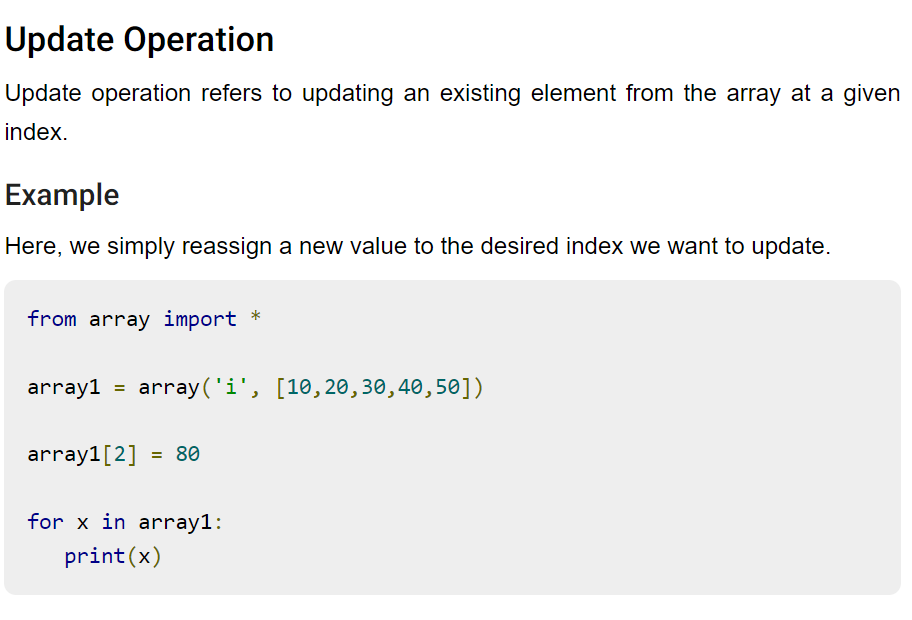 Update Operation
Update operation refers to updating an existing element from the array at a given
index.
Example
Here, we simply reassign a new value to the desired index we want to update.
from array import *
array1 = array('i', [10,20,30,40,50])
array1[2] = 80
for x in array1:
   print(x)